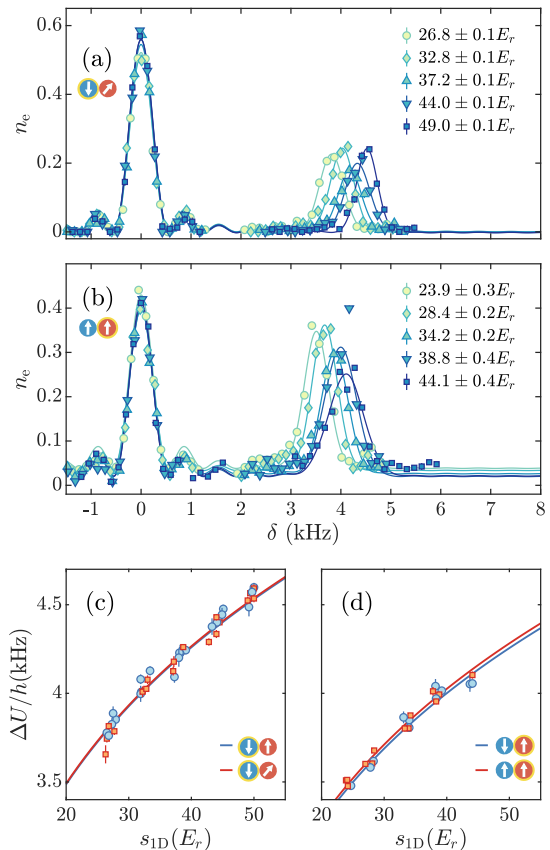 0.6
0.4
0.2
0
n_e
(a)
26.8 ± 0.1E_r
32.8 ± 0.1E_r
37.2 ± 0.1E_r
44.0 ± 0.1E_r
49.0 ± 0.1E_r
0.4
0.3
0.2
0.1
0
n_e
(b)
23.9 ± 0.3E_r
28.4 ± 0.2E_r
34.2 ± 0.2E_r
38.8 ± 0.4E_r
44.1 ± 0.4E_r
-1 0 1 2 3 4 5 6 7 8
δ (kHz)
4.5
4
3.5
ΔU/h(kHz)
(c)
20 30 40 50
s_1D(E_r)
(d)
20 30 40 50
s_1D(E_r)